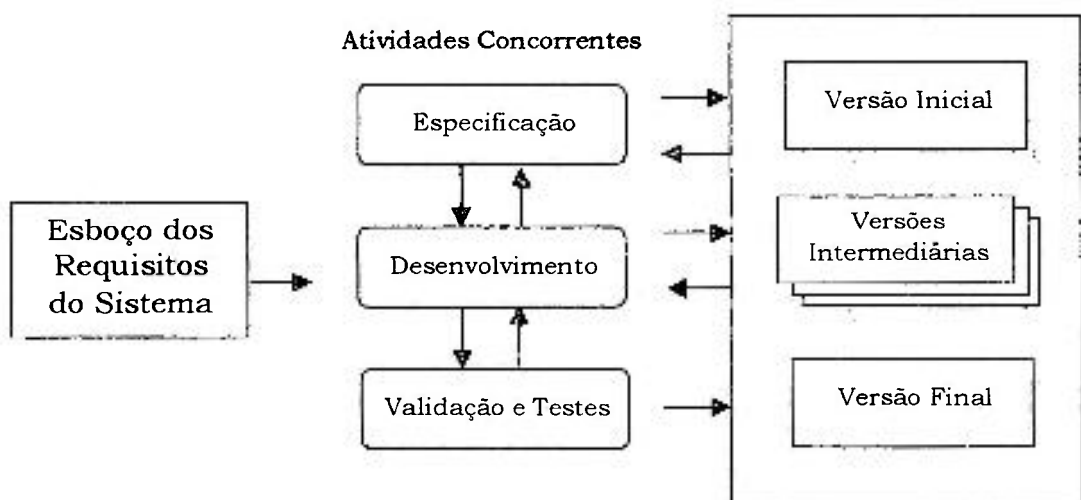 Atividades Concorrentes
Especificação
Versão Inicial
Esboço dos
Requisitos
do Sistema
Desenvolvimento
Versões
Intermediárias
Validação e Testes
Versão Final